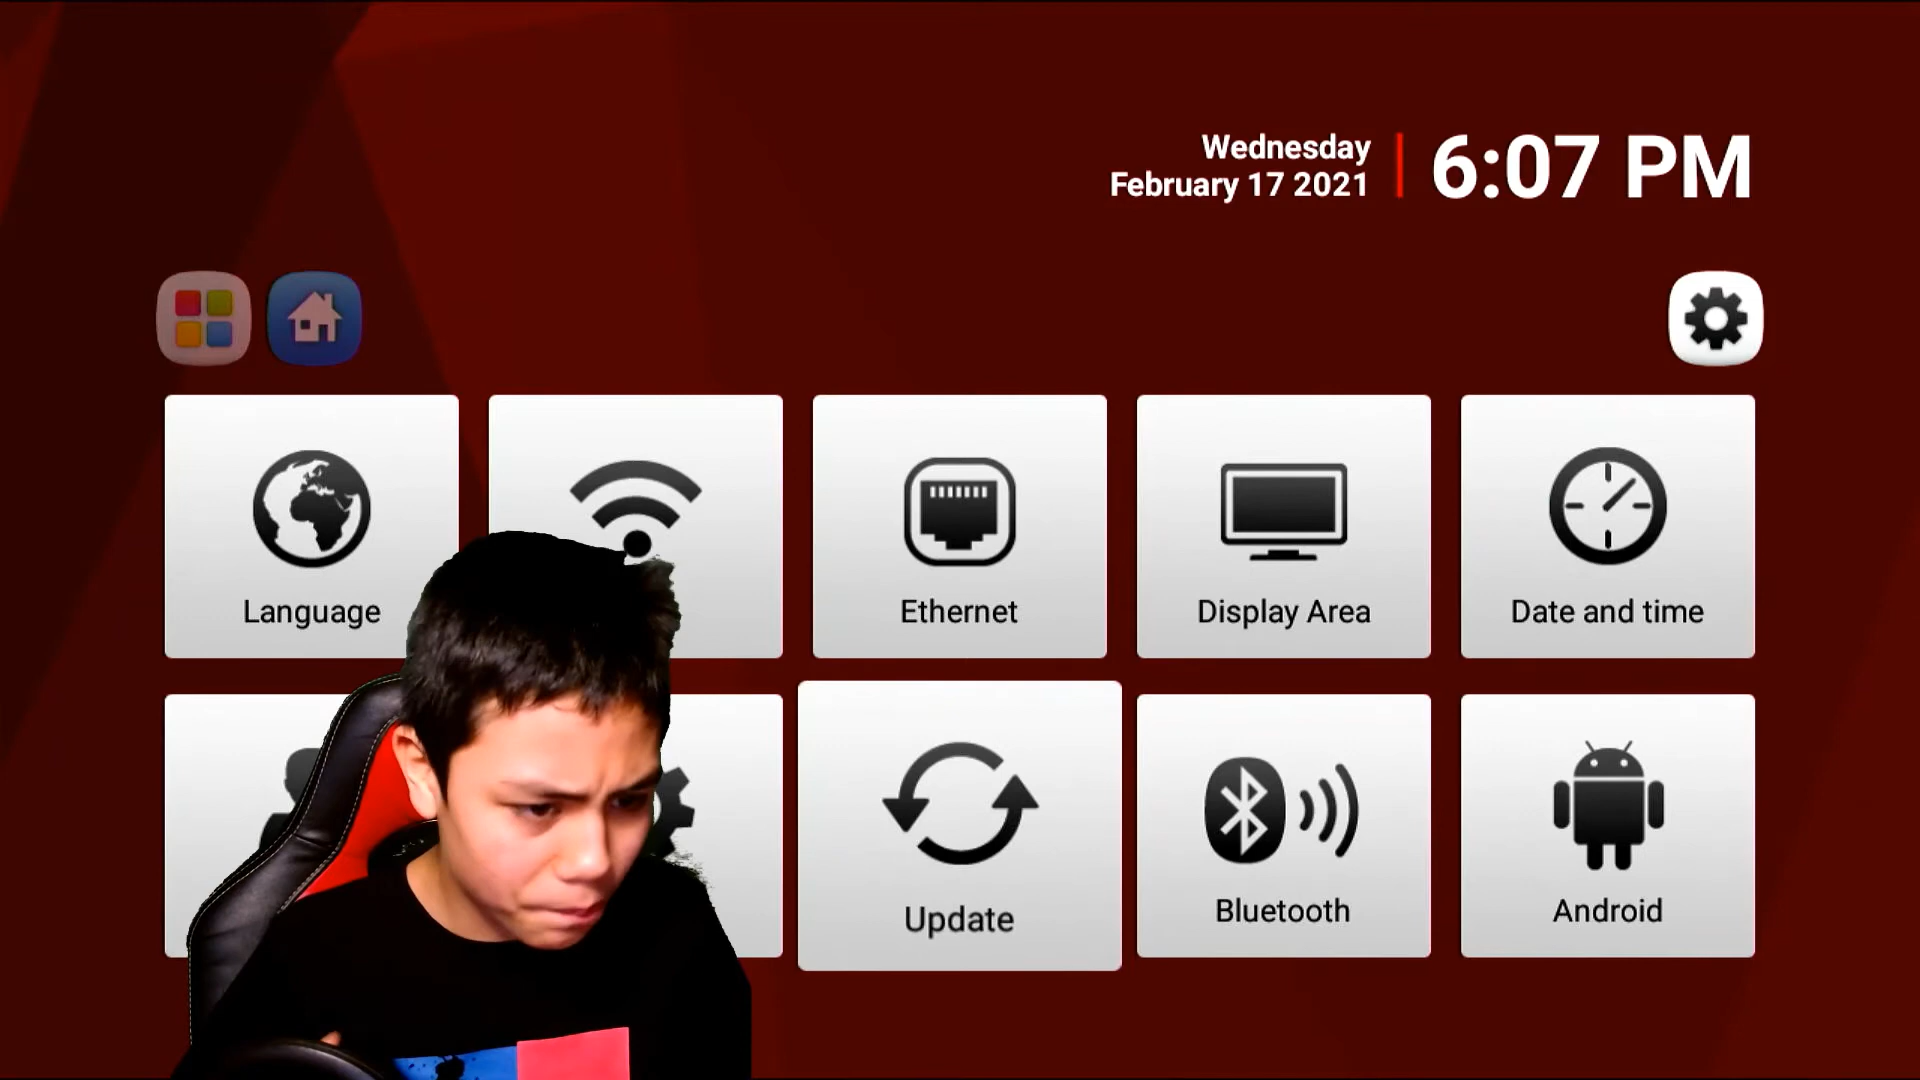 Wednesday
February 17 2021
6:07 PM
Language
Ethernet
Display Area
Date and time
Update
Bluetooth
Android